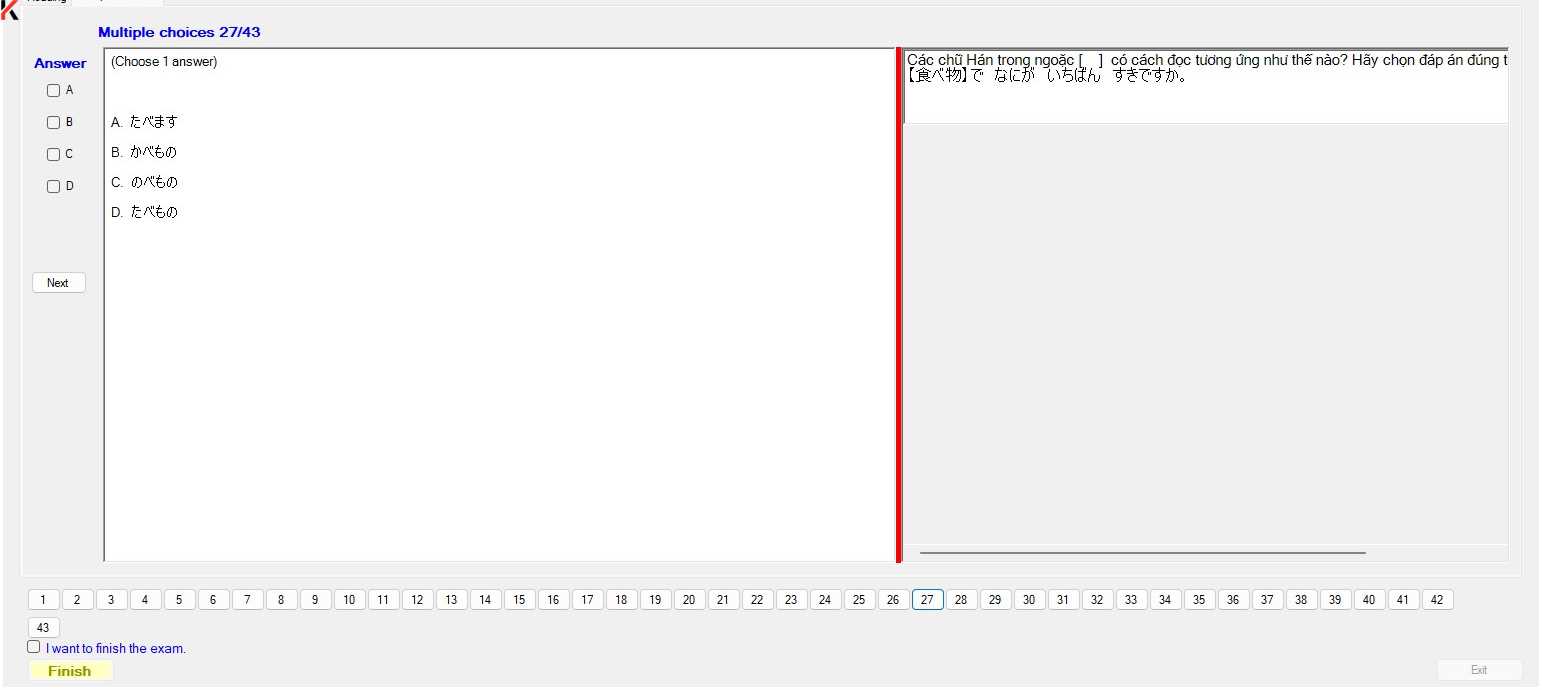 Multiple choices 27/43
Answer
A
B
C
D
Next
(Choose 1 answer)
A. たべます
B. かべもの
C. のべもの
D. たべもの
Các chữ Hán trong ngoặc [ ] có cách đọc tương ứng như thế nào? Hãy chọn đáp án đúng t
【食べ物】で なにが いちばん すきですか。
1 2 3 4 5 6 7 8 9 10 11 12 13 14 15 16 17 18 19 20 21 22 23 24 25 26 27 28 29 30 31 32 33 34 35 36 37 38 39 40 41 42
43
I want to finish the exam.
Finish
Exit